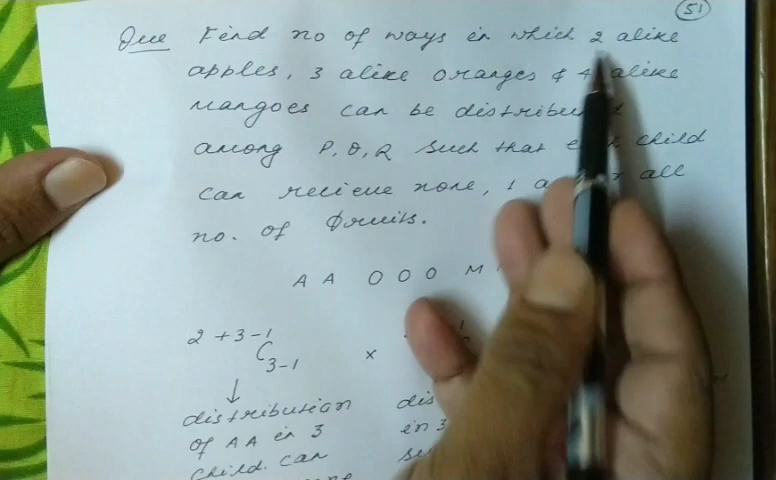 51
Que Find no of ways in which 2 alike
apples, 3 alike oranges & 4 alike
mangoes can be distribu
among P, Q, R such that child
can recieve none, 1 all
no. of fruits.
A A O O O M
2 + 3 - 1 C 3 - 1 ×
↓
distribution dis
of AA in 3 in 3
child. can